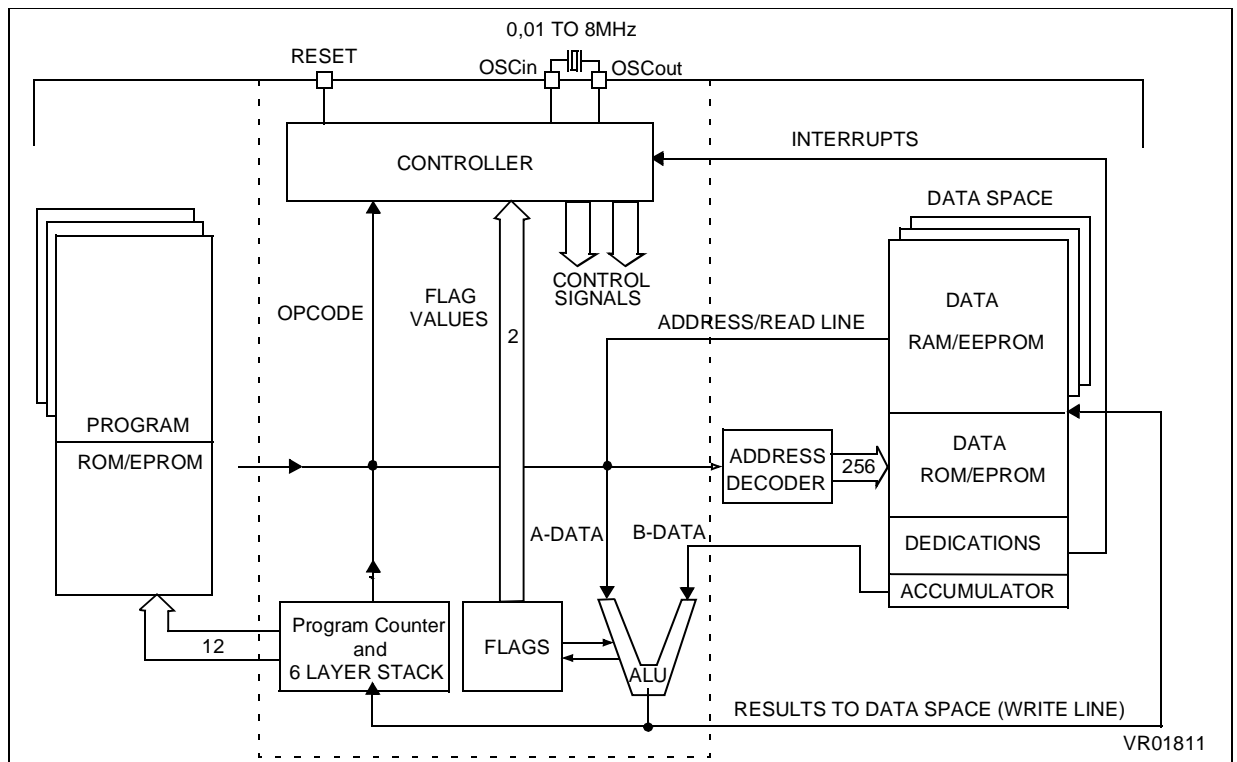 0,01 TO 8MHz
RESET
OSCin
OSCout
INTERRUPTS
CONTROLLER
DATA SPACE
OPCODE
FLAG
VALUES
2
CONTROL
SIGNALS
ADDRESS/READ LINE
DATA
RAM/EEPROM
PROGRAM
ROM/EPROM
ADDRESS
DECODER
256
DATA
ROM/EPROM
A-DATA
B-DATA
DEDICATIONS
ACCUMULATOR
12
Program Counter
and
6 LAYER STACK
FLAGS
ALU
RESULTS TO DATA SPACE (WRITE LINE)
VR01811